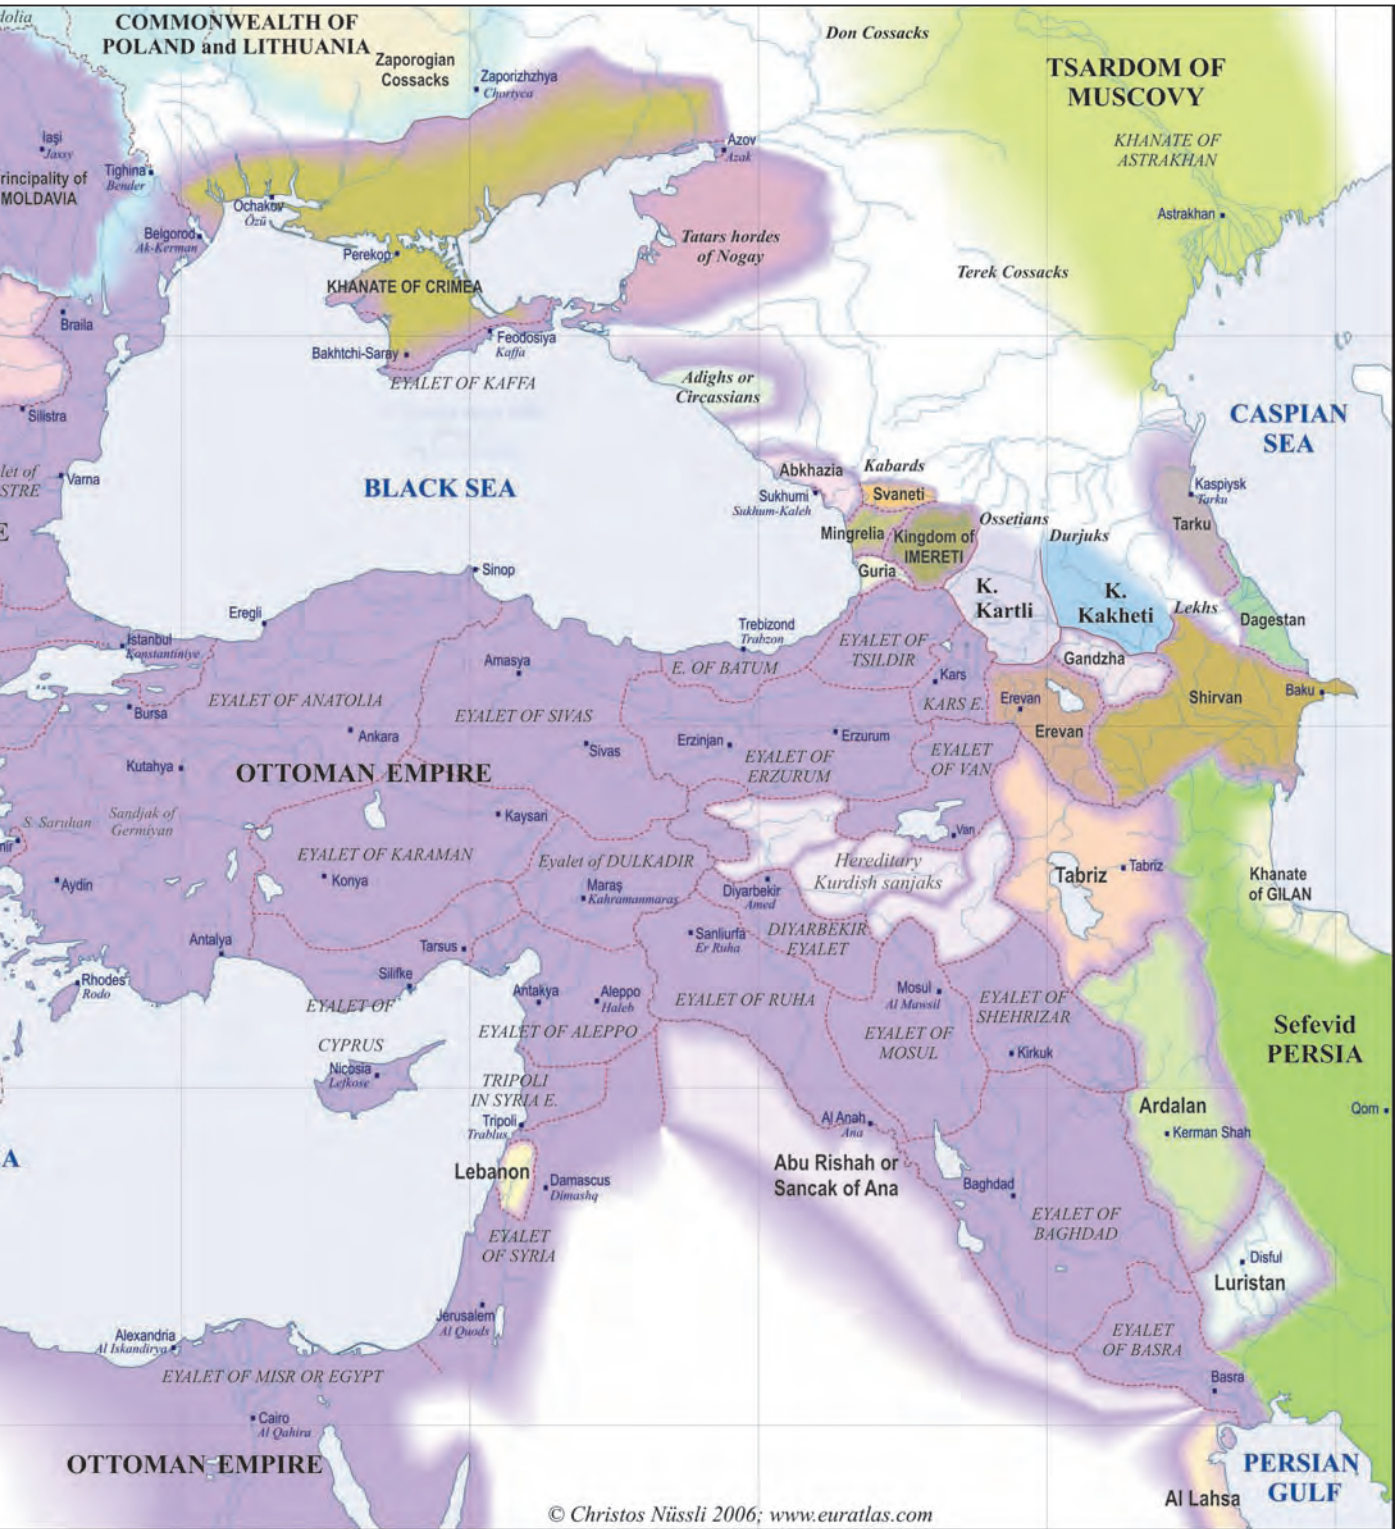 dolia
COMMONWEALTH OF
POLAND and LITHUANIA
Zaporogian
Cossacks
Zaporizhzhya
Chortyca
Don Cossacks
TSARDOM OF
MUSCOVY
KHANATE OF
ASTRAKHAN
Astrakhan
Iaşi
Jassy
rincipality of
MOLDAVIA
Tighina
Bender
Belgorod
Ak-Kerman
Ochakov
Özü
Azov
Azak
Perekop
KHANATE OF CRIMEA
Tatars hordes
of Nogay
Terek Cossacks
Braila
Bakhtchi-Saray
Feodosiya
Kaffa
EYALET OF KAFFA
Adighs or
Circassians
Silistra
CASPIAN
SEA
let of
STRE
Varna
BLACK SEA
Abkhazia
Kabards
Sukhumi
Sukhum-Kaleh
Svaneti
Kaspiysk
Tarku
Tarku
E
Mingrelia
Kingdom of
IMERETI
Ossetians
Durjuks
Guria
Sinop
K.
Kartli
K.
Kakheti
Lekhs
Dagestan
Eregli
Istanbul
Konstantiniye
Trebizond
Trabzon
EYALET OF
TSILDIR
Gandzha
Amasya
E. OF BATUM
Kars
KARS E.
Erevan
Erevan
Shirvan
Baku
Bursa
EYALET OF ANATOLIA
EYALET OF SIVAS
Ankara
Sivas
Erzinjan
Erzurum
EYALET OF
ERZURUM
EYALET
OF VAN
Kutahya
OTTOMAN EMPIRE
S. Saruhan
Sandjak of
Germiyan
Kaysari
Van
mir
EYALET OF KARAMAN
Eyalet of DULKADIR
Hereditary
Kurdish sanjaks
Tabriz
Tabriz
Khanate
of GILAN
Aydin
Konya
Maraş
Kahramanmaraş
Diyarbekir
Amed
Antalya
Tarsus
Sanliurfa
Er Ruha
DIYARBEKIR
EYALET
Rhodes
Rodo
Silifke
EYALET OF
CYPRUS
Antakya
Aleppo
Haleb
EYALET OF ALEPPO
EYALET OF RUHA
Mosul
Al Mawsil
EYALET OF
MOSUL
EYALET OF
SHEHRIZAR
Kirkuk
Sefevid
PERSIA
Nicosia
Lefkose
TRIPOLI
IN SYRIA E.
Tripoli
Trablus
Al Anah
Ana
Ardalan
Kerman Shah
Qom
A
Lebanon
Damascus
Dimashq
Abu Rishah or
Sancak of Ana
Baghdad
EYALET OF
BAGHDAD
EYALET
OF SYRIA
Disful
Luristan
Jerusalem
Al Quods
Alexandria
Al Iskandirya
EYALET
OF BASRA
EYALET OF MISR OR EGYPT
Basra
Cairo
Al Qahira
OTTOMAN EMPIRE
PERSIAN
GULF
Al Lahsa
© Christos Nüssli 2006; www.euratlas.com